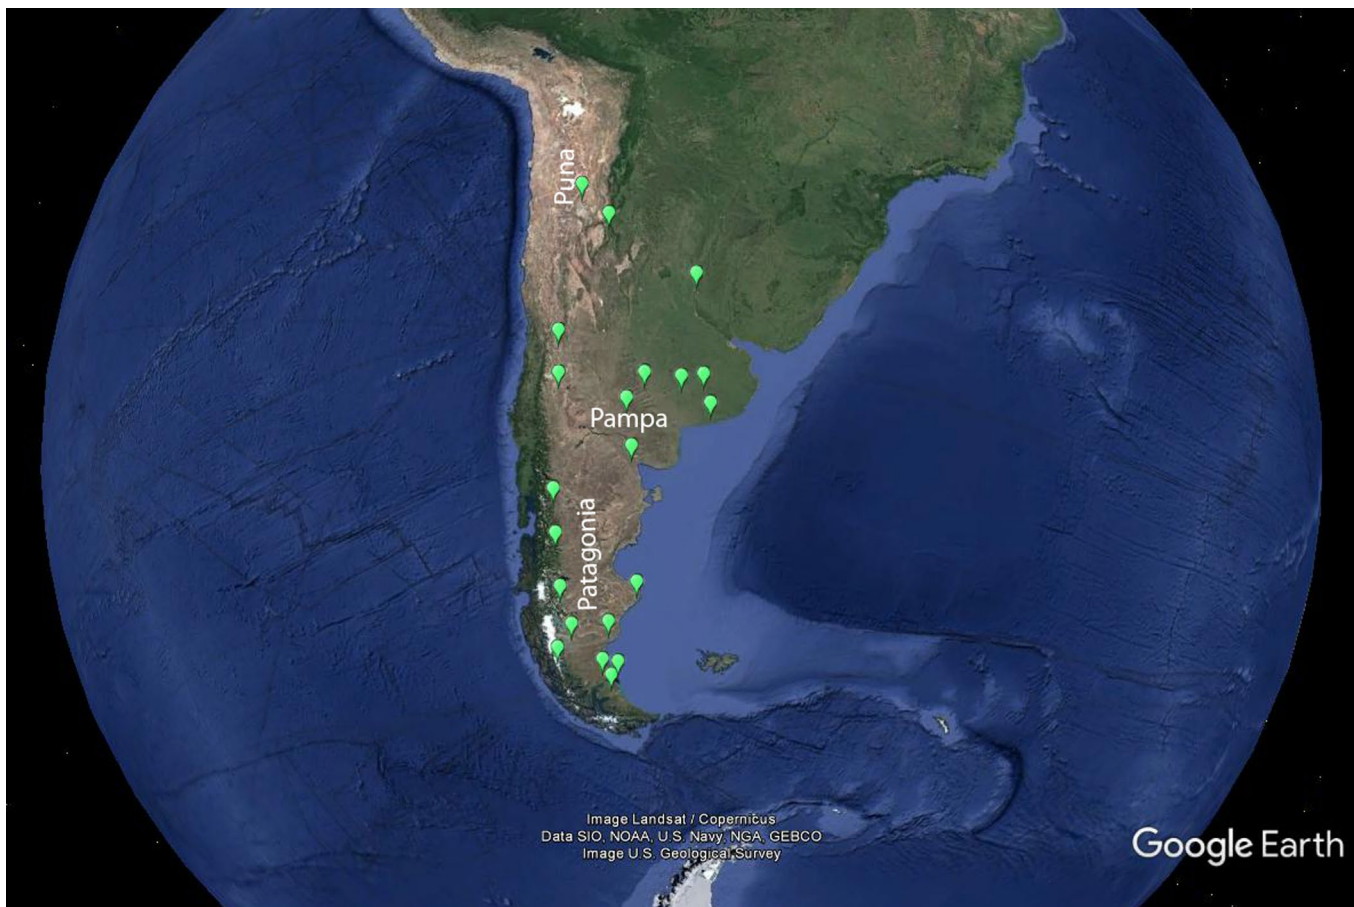 Puna
Pampa
Patagonia
Image Landsat / Copernicus
Data SIO, NOAA, U.S. Navy, NGA, GEBCO
Image U.S. Geological Survey
Google Earth